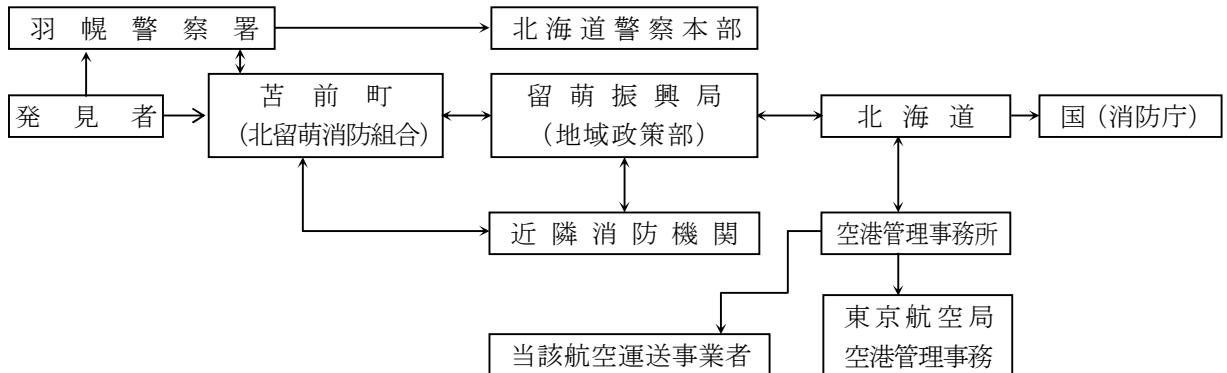 羽幌警察署
北海道警察本部
発見者
苫前町
(北留萌消防組合)
留萌振興局
(地域政策部)
北海道
国(消防庁)
近隣消防機関
空港管理事務所
当該航空運送事業者
東京航空局
空港管理事務